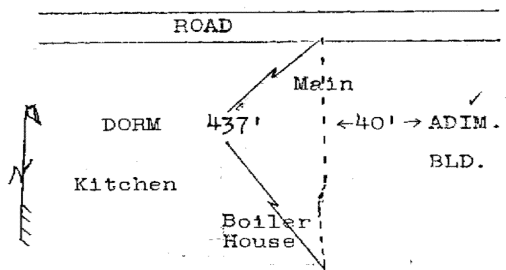 ROAD
Main
DORM 437' ←40'→ ADIM.
BLD.
N
Kitchen
Boiler
House